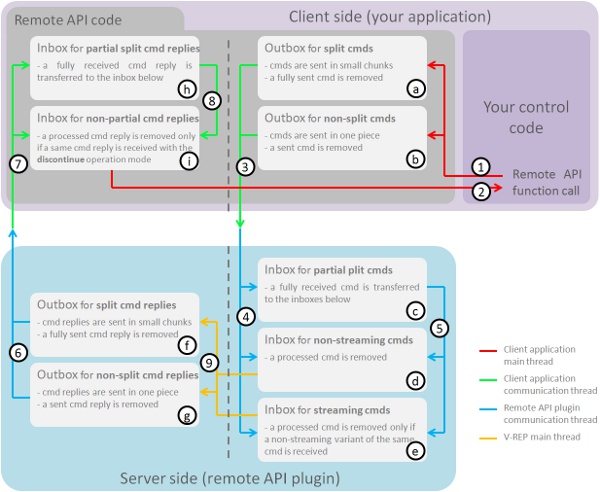 Remote API code
Client side (your application)
Inbox for partial split cmd replies
- a fully received cmd reply is
transferred to the inbox below
h
Inbox for non-partial cmd replies
- a processed cmd reply is removed only
if a same cmd reply is received with the
discontinue operation mode
i
8
7
Outbox for split cmds
- cmds are sent in small chunks
- a fully sent cmd is removed
a
Outbox for non-split cmds
- cmds are sent in one piece
- a sent cmd is removed
b
3
Your control
code
1
2
Remote API
function call
Outbox for split cmd replies
- cmd replies are sent in small chunks
- a fully sent cmd reply is removed
f
Outbox for non-split cmd replies
- cmd replies are sent in one piece
- a sent cmd reply is removed
g
6
9
4
Inbox for partial plit cmds
- a fully received cmd is transferred
to the inboxes below
c
5
Inbox for non-streaming cmds
- a processed cmd is removed
d
Inbox for streaming cmds
- a processed cmd is removed only if
a non-streaming variant of the same
cmd is received
e
Server side (remote API plugin)
Client application
main thread
Client application
communication thread
Remote API plugin
communication thread
V-REP main thread